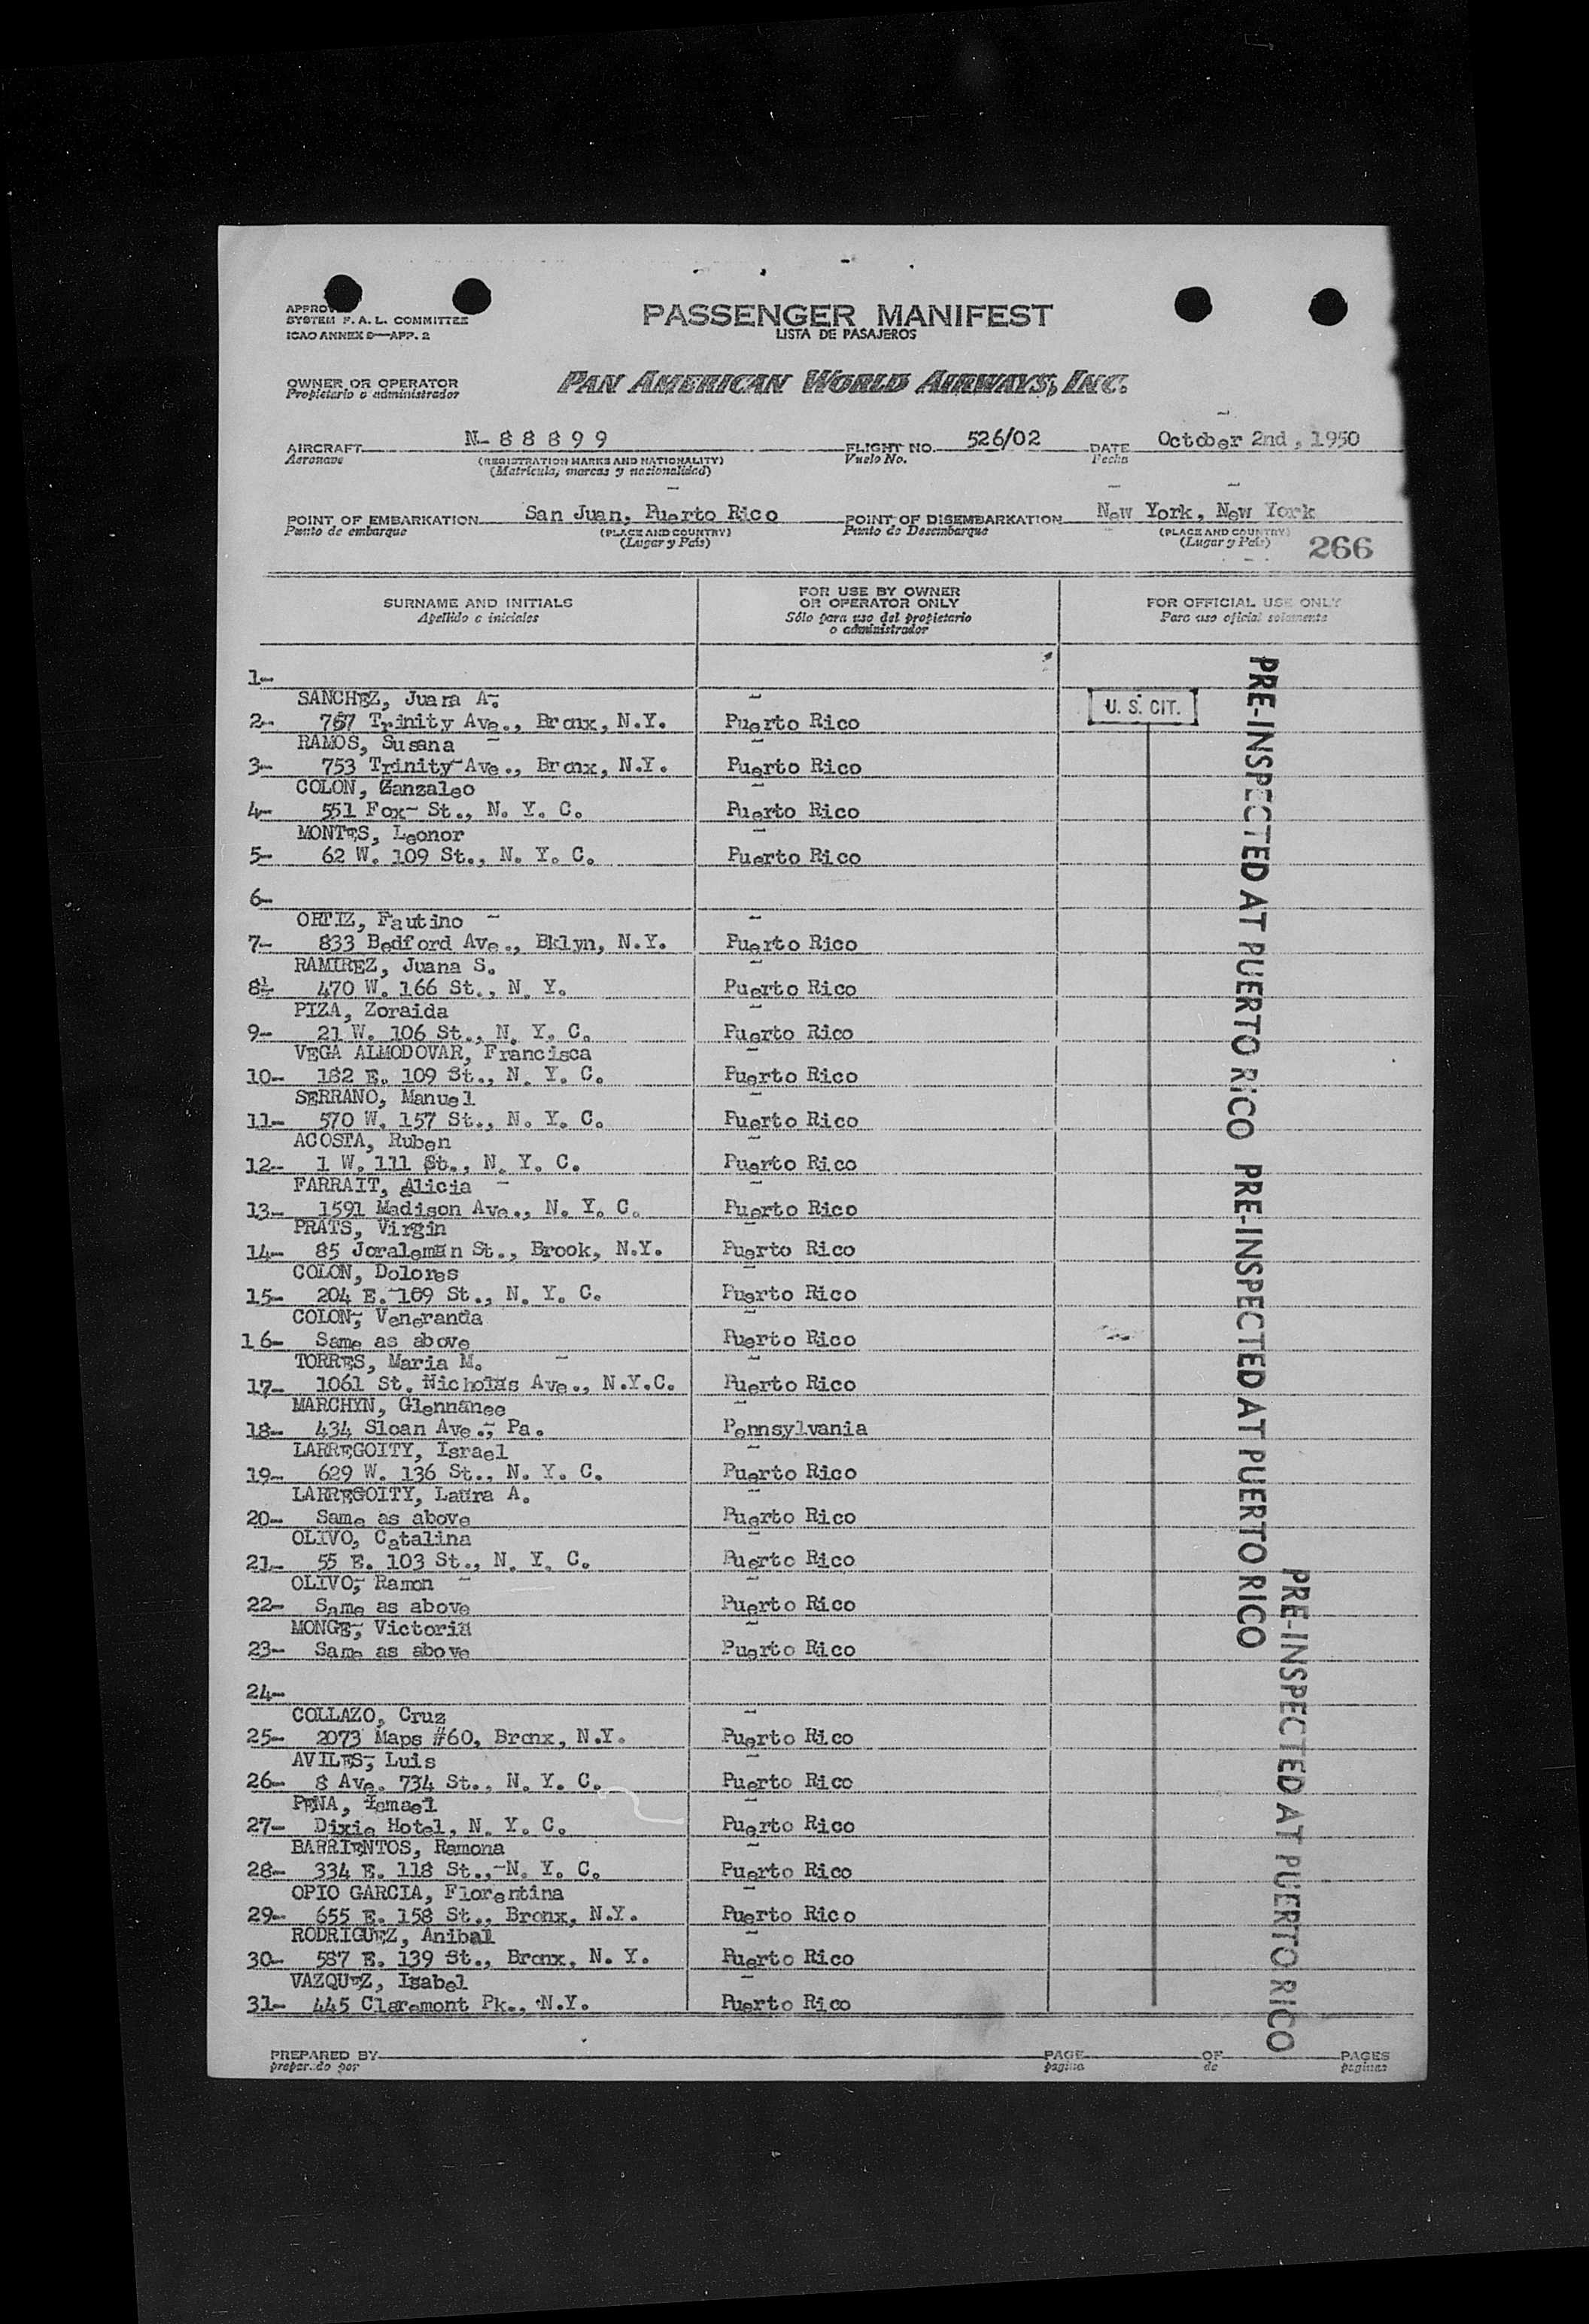 APPROVED
SYSTEM F. A. L. COMMITTEE
ICAO ANNEX 9—APP. 2
PASSENGER MANIFEST
LISTA DE PASAJEROS
OWNER OR OPERATOR
Propietario o administrador
PAN AMERICAN WORLD AIRWAYS, INC.
AIRCRAFT N-88899 FLIGHT NO. 526/02 DATE October 2nd, 1950
Aeronave (REGISTRATION MARKS AND NATIONALITY) Vuelo No. Fecha
(Matricula, marcas y nacionalidad)
POINT OF EMBARKATION San Juan, Puerto Rico POINT OF DISEMBARKATION New York, New York
Punto de embarque (PLACE AND COUNTRY) Punto de Desembarque (PLACE AND COUNTRY)
(Lugar y País) (Lugar y País) 266
SURNAME AND INITIALS FOR USE BY OWNER OR OPERATOR ONLY FOR OFFICIAL USE ONLY
Apellido e iniciales Sólo para uso del propietario o administrador Para uso oficial solamente
1-
SANCHEZ, Juana A.
2- 787 Trinity Ave., Bronx, N.Y. Puerto Rico U. S. CIT.
RAMOS, Susana
3- 753 Trinity Ave., Bronx, N.Y. Puerto Rico
COLON, Ganzaleo
4- 551 Fox St., N. Y. C. Puerto Rico
MONTES, Leonor
5- 62 W. 109 St., N. Y. C. Puerto Rico
6-
ORTIZ, Fautino
7- 833 Bedford Ave., Bklyn, N.Y. Puerto Rico
RAMIREZ, Juana S.
8- 470 W. 166 St., N. Y. Puerto Rico
PIZA, Zoraida
9- 21 W. 106 St., N. Y. C. Puerto Rico
VEGA ALMODOVAR, Francisca
10- 182 E. 109 St., N. Y. C. Puerto Rico
SERRANO, Manuel
11- 570 W. 157 St., N. Y. C. Puerto Rico
ACOSTA, Ruben
12- 1 W. 111 St., N. Y. C. Puerto Rico
FARRAIT, Alicia
13- 1591 Madison Ave., N. Y. C. Puerto Rico
PRATS, Virgin
14- 85 Joraleman St., Brook, N.Y. Puerto Rico
COLON, Dolores
15- 204 E. 109 St., N. Y. C. Puerto Rico
COLON, Veneranda
16- Same as above Puerto Rico
TORRES, Maria M.
17- 1061 St. Nicholas Ave., N.Y.C. Puerto Rico
MARCHYN, Glennanee
18- 434 Sloan Ave., Pa. Pennsylvania
LARREGOITY, Israel
19- 629 W. 136 St., N. Y. C. Puerto Rico
LARREGOITY, Laura A.
20- Same as above Puerto Rico
OLIVO, Catalina
21- 55 E. 103 St., N. Y. C. Puerto Rico
OLIVO, Ramon
22- Same as above Puerto Rico
MONGE, Victoria
23- Same as above Puerto Rico
24-
COLLAZO, Cruz
25- 2073 Maps #60, Bronx, N.Y. Puerto Rico
AVILES, Luis
26- 8 Ave. 734 St., N. Y. C. Puerto Rico
PENA, Ismael
27- Dixie Hotel, N. Y. C. Puerto Rico
BARRIENTOS, Ramona
28- 334 E. 118 St., N. Y. C. Puerto Rico
OPIO GARCIA, Florentina
29- 655 E. 158 St., Bronx, N.Y. Puerto Rico
RODRIGUEZ, Anibal
30- 587 E. 139 St., Bronx, N. Y. Puerto Rico
VAZQUEZ, Isabel
31- 445 Claremont Pk., N.Y. Puerto Rico
PRE-INSPECTED AT PUERTO RICO
PRE-INSPECTED AT PUERTO RICO
PRE-INSPECTED AT PUERTO RICO
PREPARED BY PAGE OF PAGES
preparado por pagina de paginas